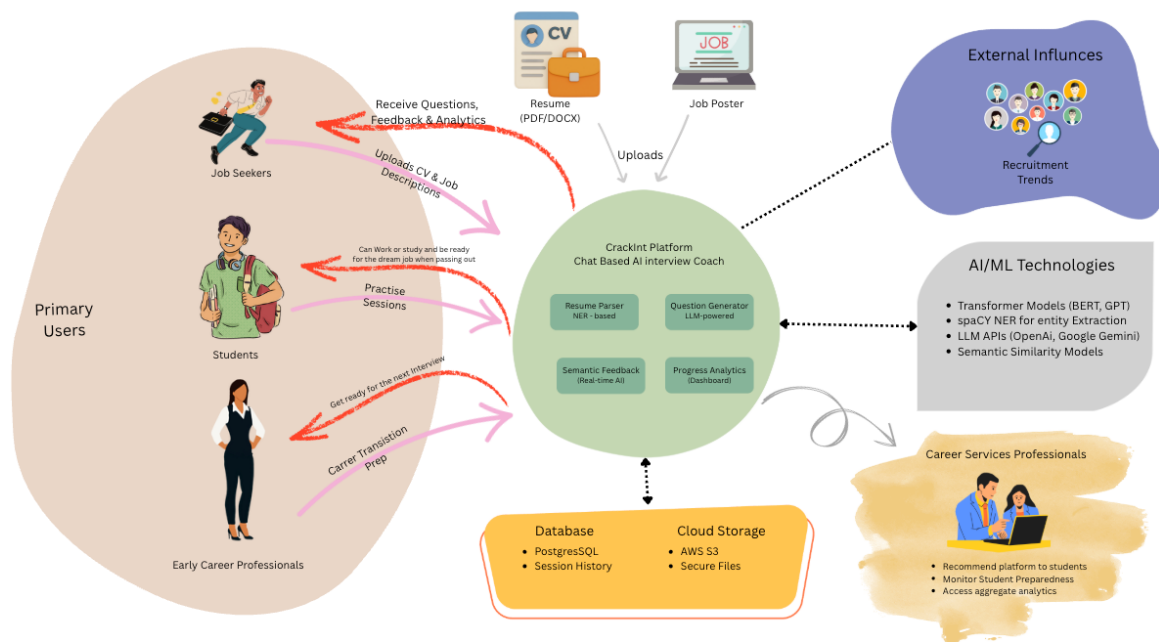 CV
JOB
Resume
(PDF/DOCX)
Job Poster
Uploads
External Influnces
Recruitment
Trends
Receive Questions,
Feedback & Analytics
Uploads CV & Job
Descriptions
Job Seekers
Can Work or study and be ready
for the dream job when passing out
Practise
Sessions
Primary
Users
Students
Get ready for the next Interview
Carrer Transistion
Prep
Early Career Professionals
CrackInt Platform
Chat Based AI interview Coach
Resume Parser
NER - based
Question Generator
LLM-powered
Semantic Feedback
(Real-time AI)
Progress Analytics
(Dashboard)
AI/ML Technologies
• Transformer Models (BERT, GPT)
• spaCY NER for entity Extraction
• LLM APIs (OpenAi, Google Gemini)
• Semantic Similarity Models
Career Services Professionals
• Recommend platform to students
• Monitor Student Preparedness
• Access aggregate analytics
Database
• PostgresSQL
• Session History
Cloud Storage
• AWS S3
• Secure Files